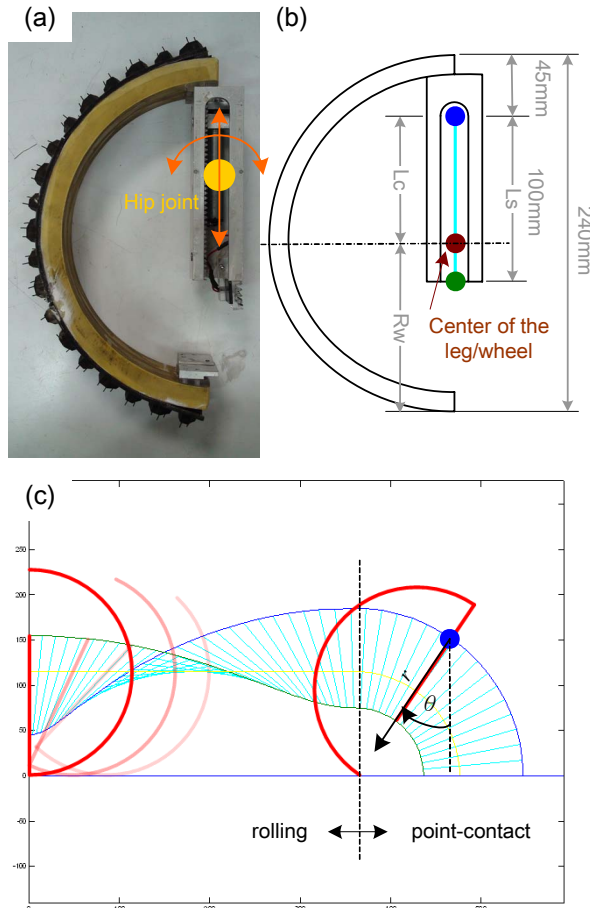 (a)
Hip joint
(b)
45mm
Lc
100mm
Ls
240mm
Rw
Center of the
leg/wheel
(c)
250
200
150
100
50
0
-50
-100
r
θ
rolling
point-contact
0